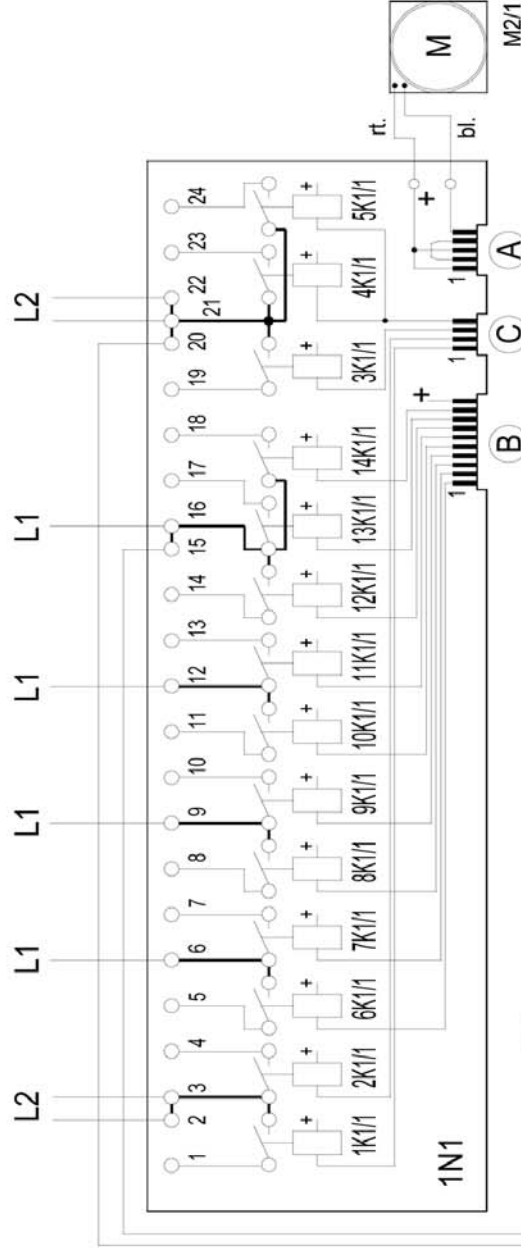 L2 L1 L1 L1 L1 L2
1 2 3 4 5 6 7 8 9 10 11 12 13 14 15 16 17 18 19 20 21 22 23 24
+ + + + + + + + + + + + + +
1K1/1 2K1/1 6K1/1 7K1/1 8K1/1 9K1/1 10K1/1 11K1/1 12K1/1 13K1/1 14K1/1 3K1/1 4K1/1 5K1/1
rt.
M
M2/1
bl.
+
+
1N1
1 1 1
B C A